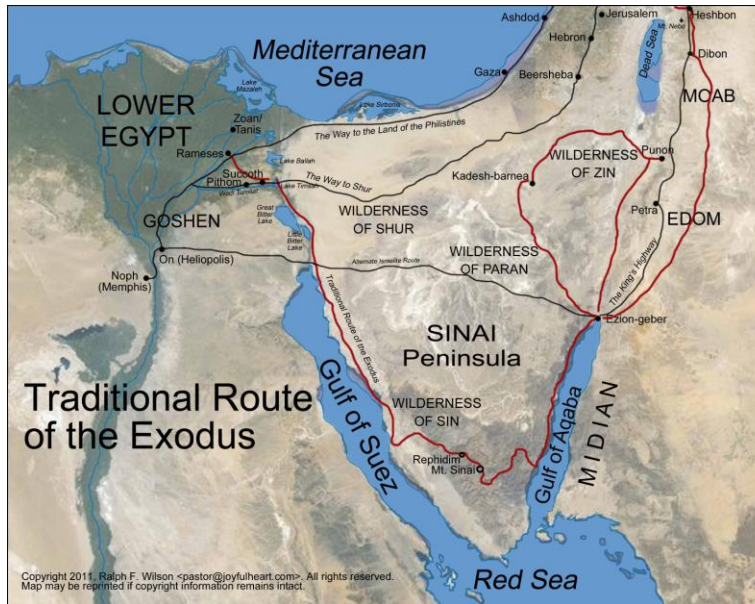 Ashdod
Jerusalem
Mt. Nebo
Heshbon
Mediterranean
Sea
Hebron
Dead Sea
Dibon
Gaza
Beersheba
MOAB
Lake
Manzaleh
LOWER
EGYPT
Zoan/
Tanis
Lake Sirbonis
The Way to the Land of the Philistines
Rameses
Lake Ballah
WILDERNESS
OF ZIN
Punon
Succoth
Pithom
Wadi Tumilat
Lake Timsah
The Way to Shur
Kadesh-barnea
GOSHEN
Great
Bitter
Lake
Little
Bitter
Lake
WILDERNESS
OF SHUR
Petra
EDOM
On (Heliopolis)
Alternate Ismelite Route
WILDERNESS
OF PARAN
The King's Highway
Noph
(Memphis)
Traditional Route of the Exodus
SINAI
Peninsula
Ezion-geber
Traditional Route
of the Exodus
Gulf of Suez
WILDERNESS
OF SIN
Gulf of Aqaba
MIDIAN
Rephidim
Mt. Sinai
Red Sea
Copyright 2011, Ralph F. Wilson <pastor@joyfulheart.com>. All rights reserved.
Map may be reprinted if copyright information remains intact.